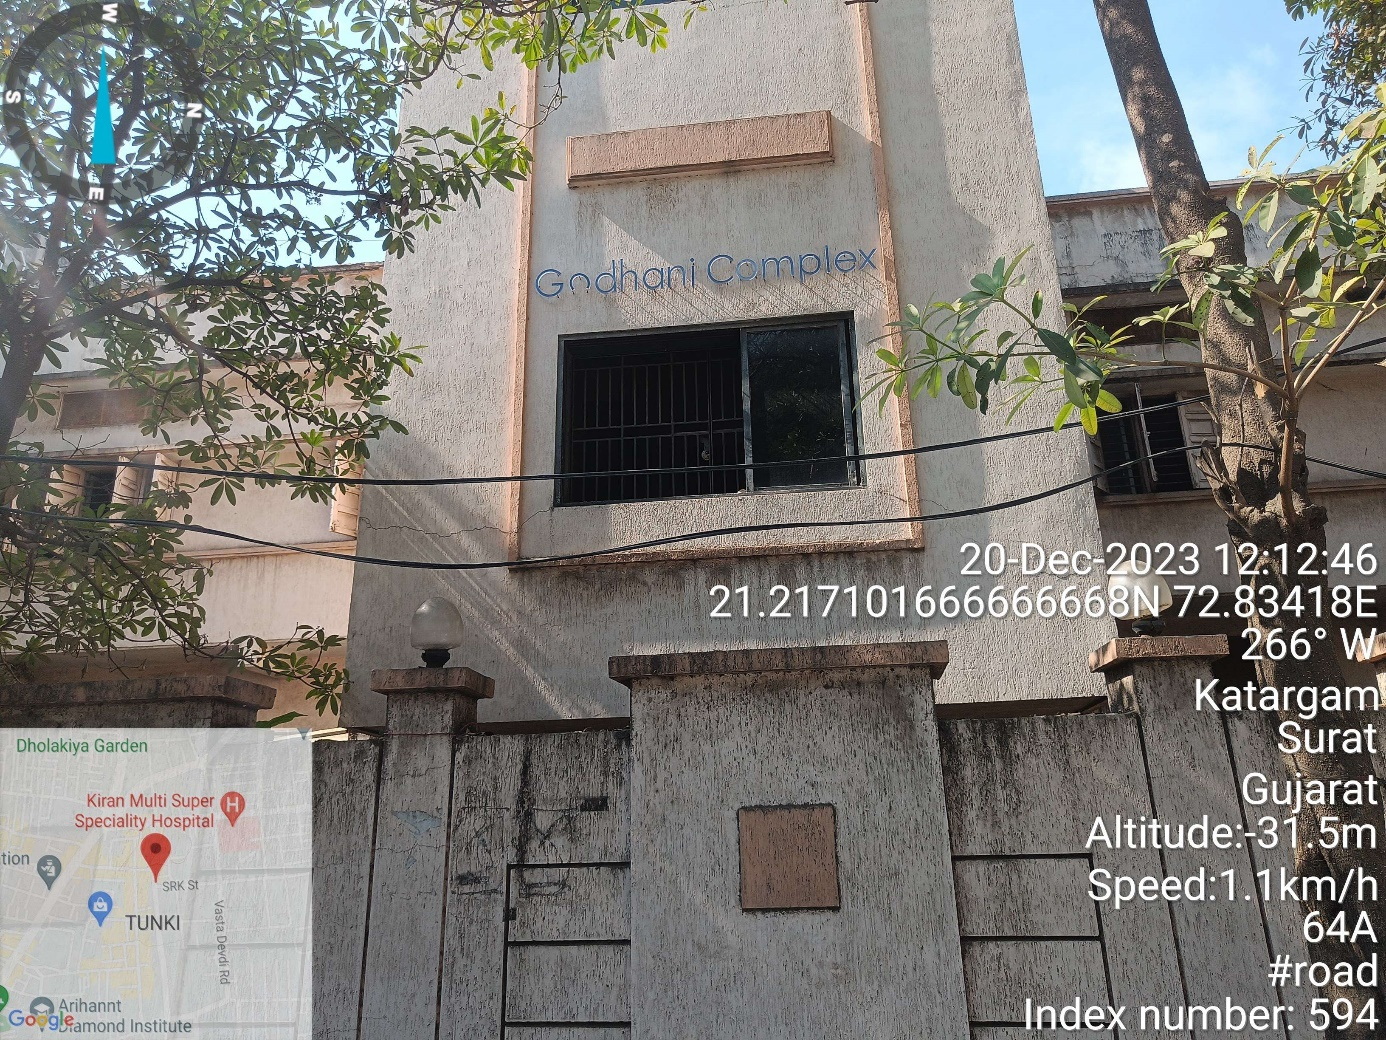 W
S
N
E
Godhani Complex
20-Dec-2023 12:12:46
21.217101666666668N 72.83418E
266° W
Katargam
Surat
Gujarat
Altitude:-31.5m
Speed:1.1km/h
64A
#road
Index number: 594
Dholakiya Garden
Kiran Multi Super
Speciality Hospital
H
tion
SRK St
TUNKI
Vasta Devdi Rd
Arihannt
Diamond Institute
Google